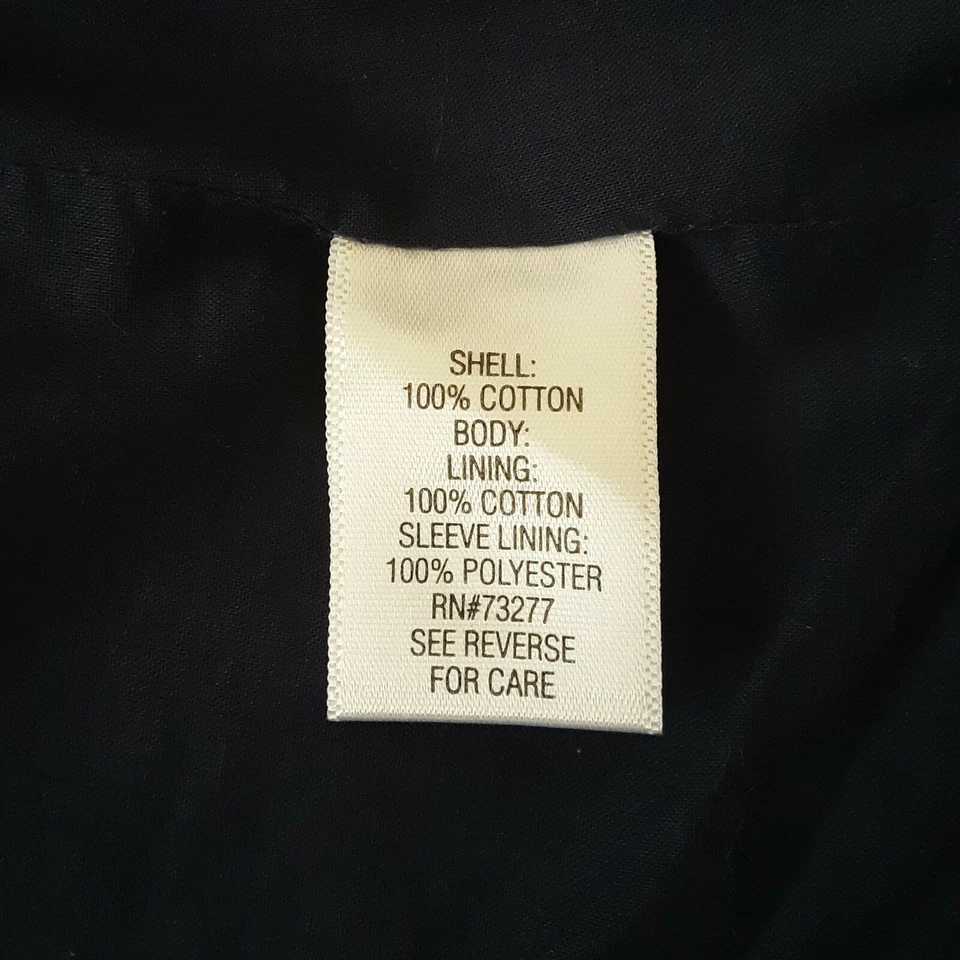 SHELL:
100% COTTON
BODY:
LINING:
100% COTTON
SLEEVE LINING:
100% POLYESTER
RN#73277
SEE REVERSE
FOR CARE